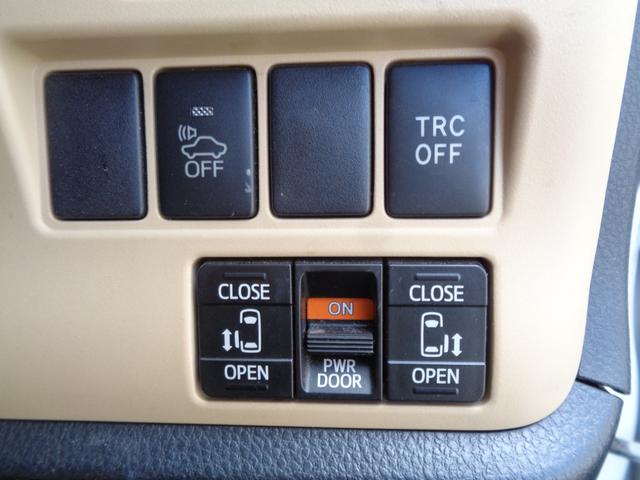 OFF
TRC
OFF
CLOSE
OPEN
ON
PWR
DOOR
CLOSE
OPEN